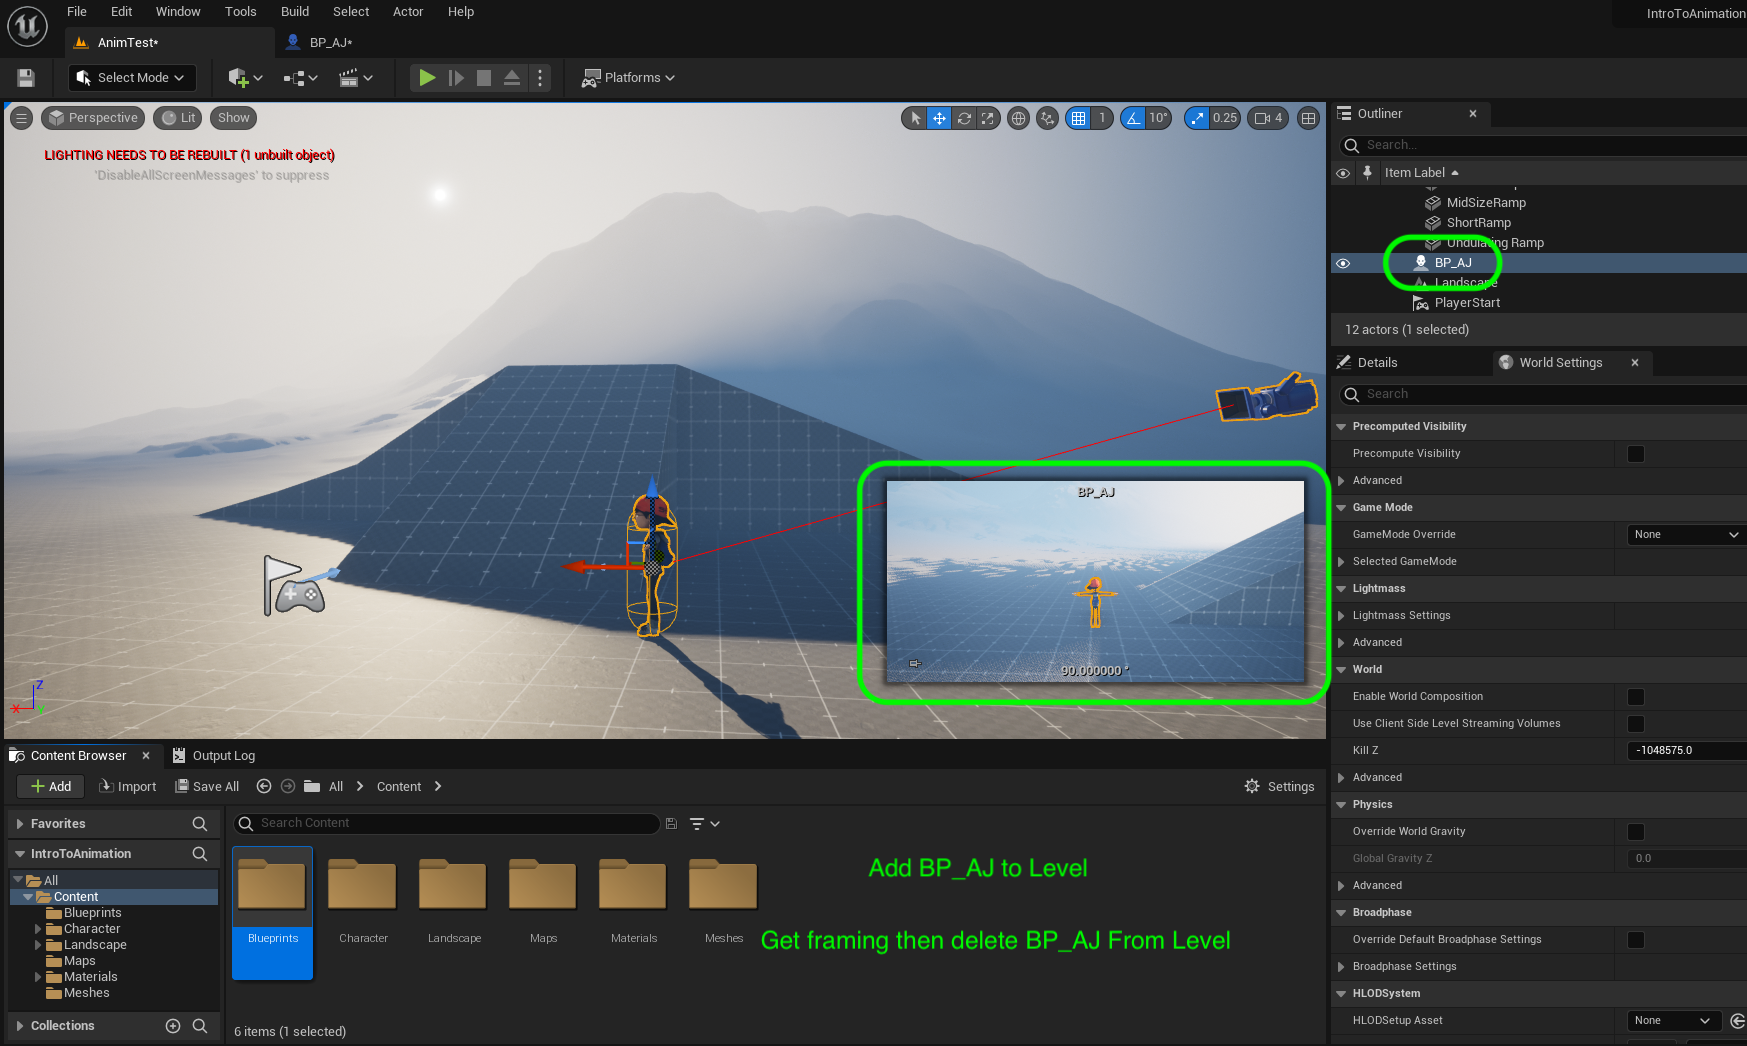 File Edit Window Tools Build Select Actor Help
IntroToAnimation
AnimTest* BP_AJ*
Select Mode Platforms
Perspective Lit Show 1 10° 0.25 4
LIGHTING NEEDS TO BE REBUILT (1 unbuilt object)
'DisableAllScreenMessages' to suppress
BP_AJ
90.000000 °
Z
X
Y
Outliner
Search...
Item Label
MidSizeRamp
ShortRamp
Undulating Ramp
BP_AJ
Landscape
PlayerStart
12 actors (1 selected)
Details World Settings
Search
Precomputed Visibility
Precompute Visibility
Advanced
Game Mode
GameMode Override None
Selected GameMode
Lightmass
Lightmass Settings
Advanced
World
Enable World Composition
Use Client Side Level Streaming Volumes
Kill Z -1048575.0
Advanced
Physics
Override World Gravity
Global Gravity Z 0.0
Advanced
Broadphase
Override Default Broadphase Settings
Broadphase Settings
HLODSystem
HLODSetup Asset None
Content Browser Output Log
Add Import Save All All Content Settings
Favorites
IntroToAnimation
All
Content
Blueprints
Character
Landscape
Maps
Materials
Meshes
Collections
Search Content
Blueprints Character Landscape Maps Materials Meshes
6 items (1 selected)
Add BP_AJ to Level
Get framing then delete BP_AJ From Level